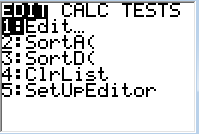 EDIT CALC TESTS
1:Edit…
2:SortA(
3:SortD(
4:ClrList
5:SetUpEditor